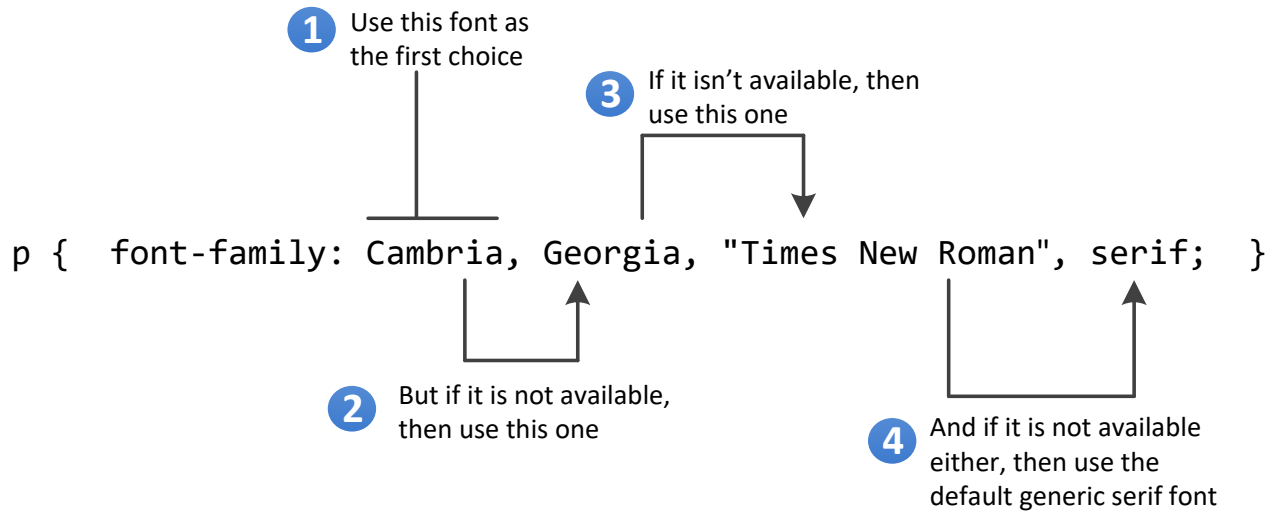 1 Use this font as
the first choice
3 If it isn’t available, then
use this one
p {  font-family: Cambria, Georgia, "Times New Roman", serif;  }
2 But if it is not available,
then use this one
4 And if it is not available
either, then use the
default generic serif font